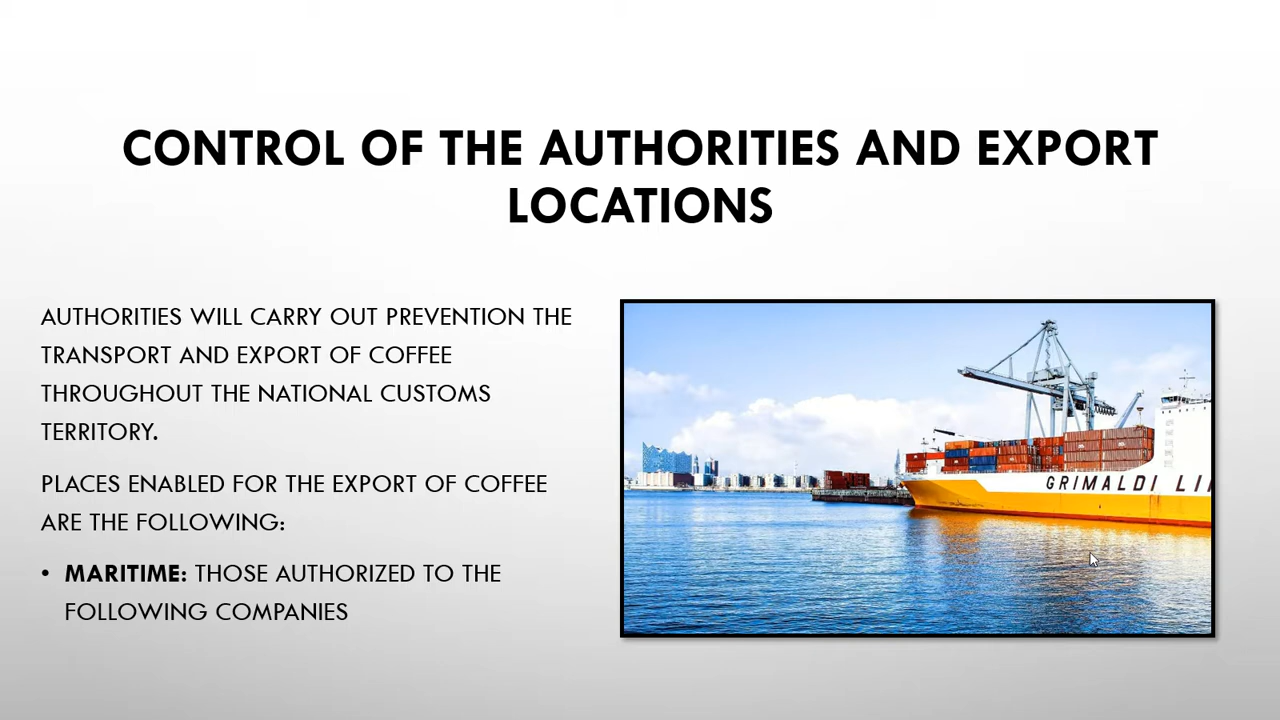 CONTROL OF THE AUTHORITIES AND EXPORT
LOCATIONS
AUTHORITIES WILL CARRY OUT PREVENTION THE
TRANSPORT AND EXPORT OF COFFEE
THROUGHOUT THE NATIONAL CUSTOMS
TERRITORY.
PLACES ENABLED FOR THE EXPORT OF COFFEE
ARE THE FOLLOWING:
• MARITIME: THOSE AUTHORIZED TO THE
FOLLOWING COMPANIES
GRIMALDI LI